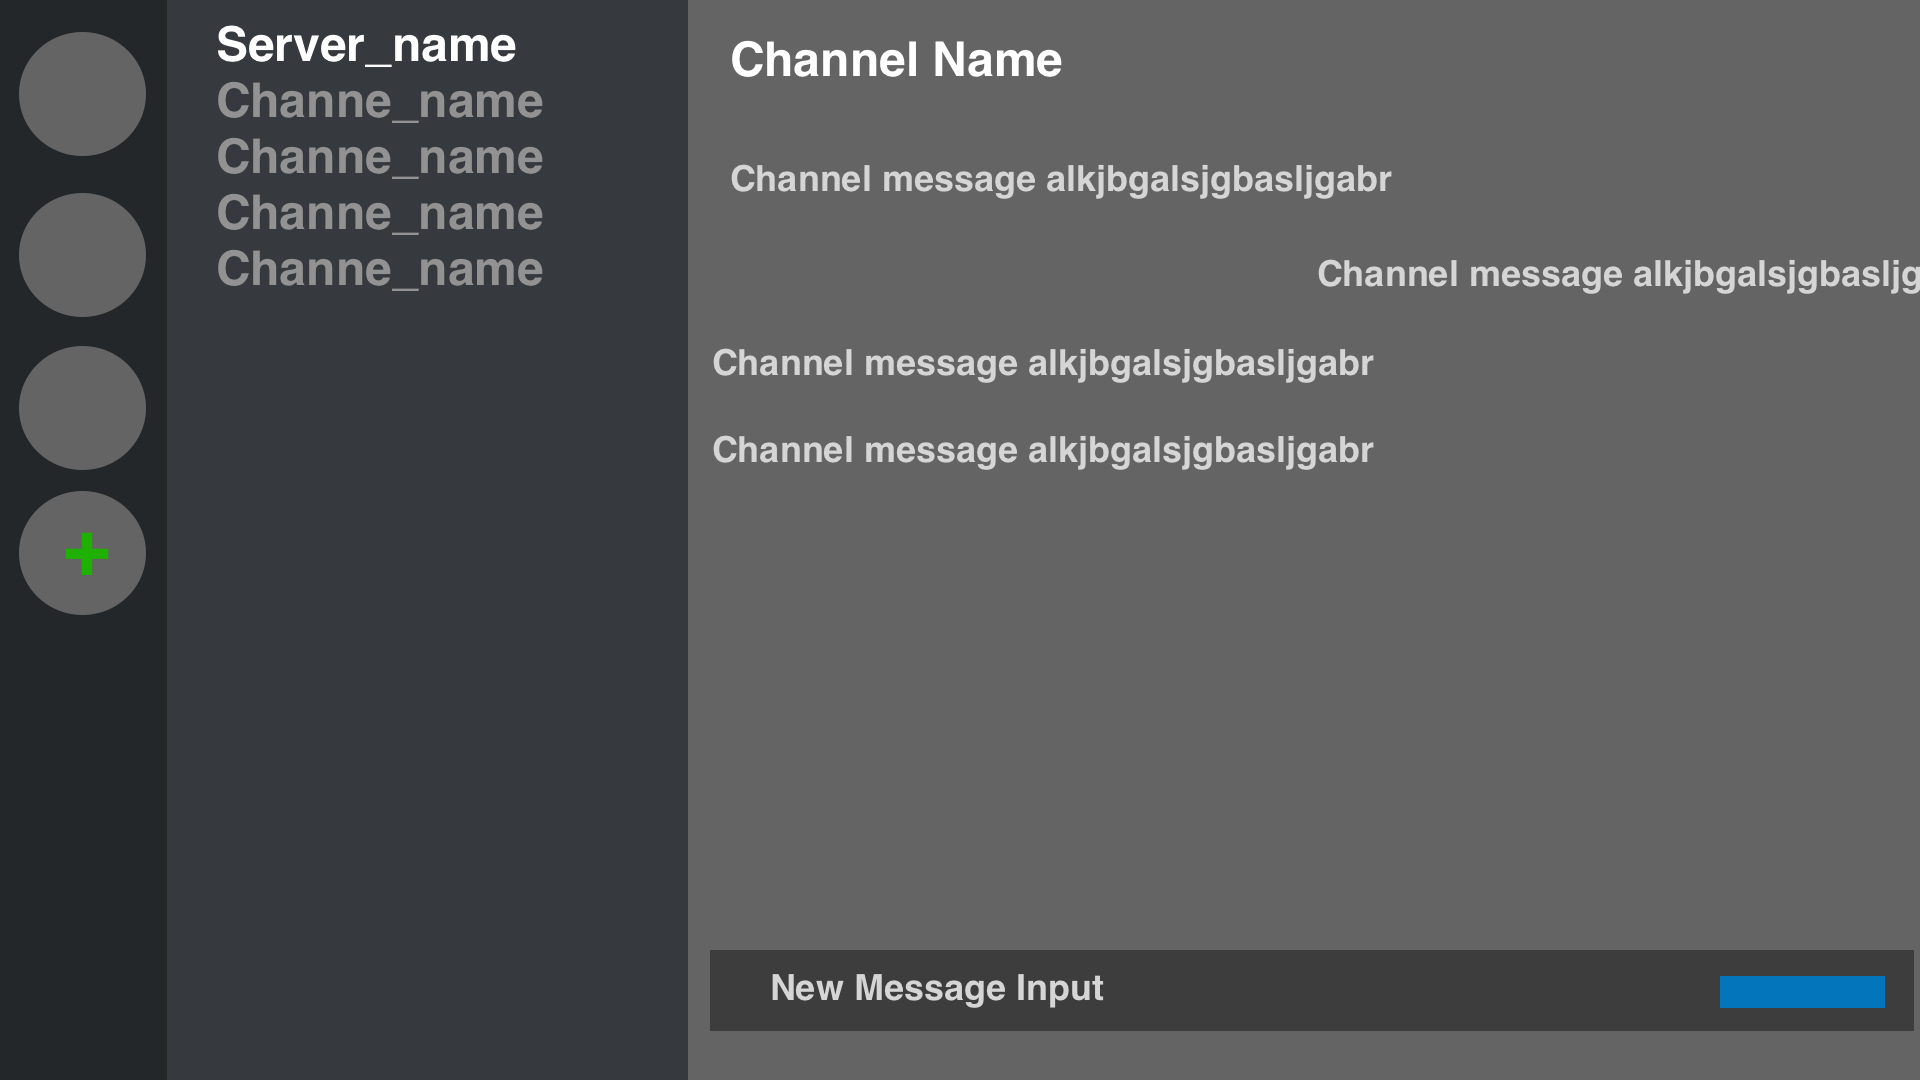 Server_name
Channe_name
Channe_name
Channe_name
Channe_name
Channel Name
Channel message alkjbgalsjgbasljgabr
Channel message alkjbgalsjgbasljg
Channel message alkjbgalsjgbasljgabr
Channel message alkjbgalsjgbasljgabr
New Message Input